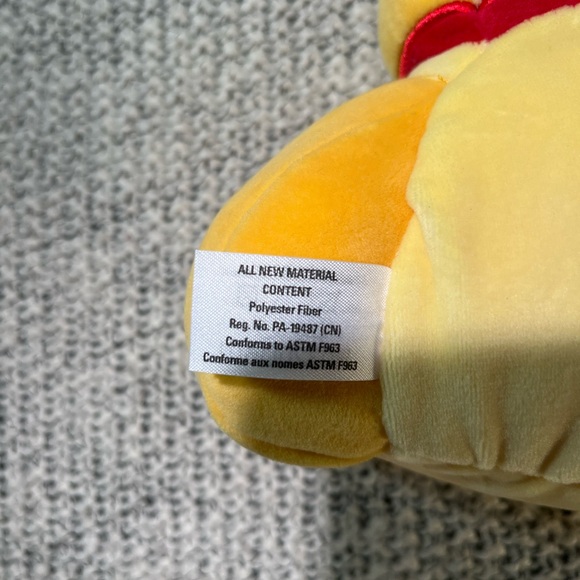 ALL NEW MATERIAL
CONTENT
Polyester Fiber
Reg. No. PA-19487 (CN)
Conforms to ASTM F963
Conforme aux nomes ASTM F963